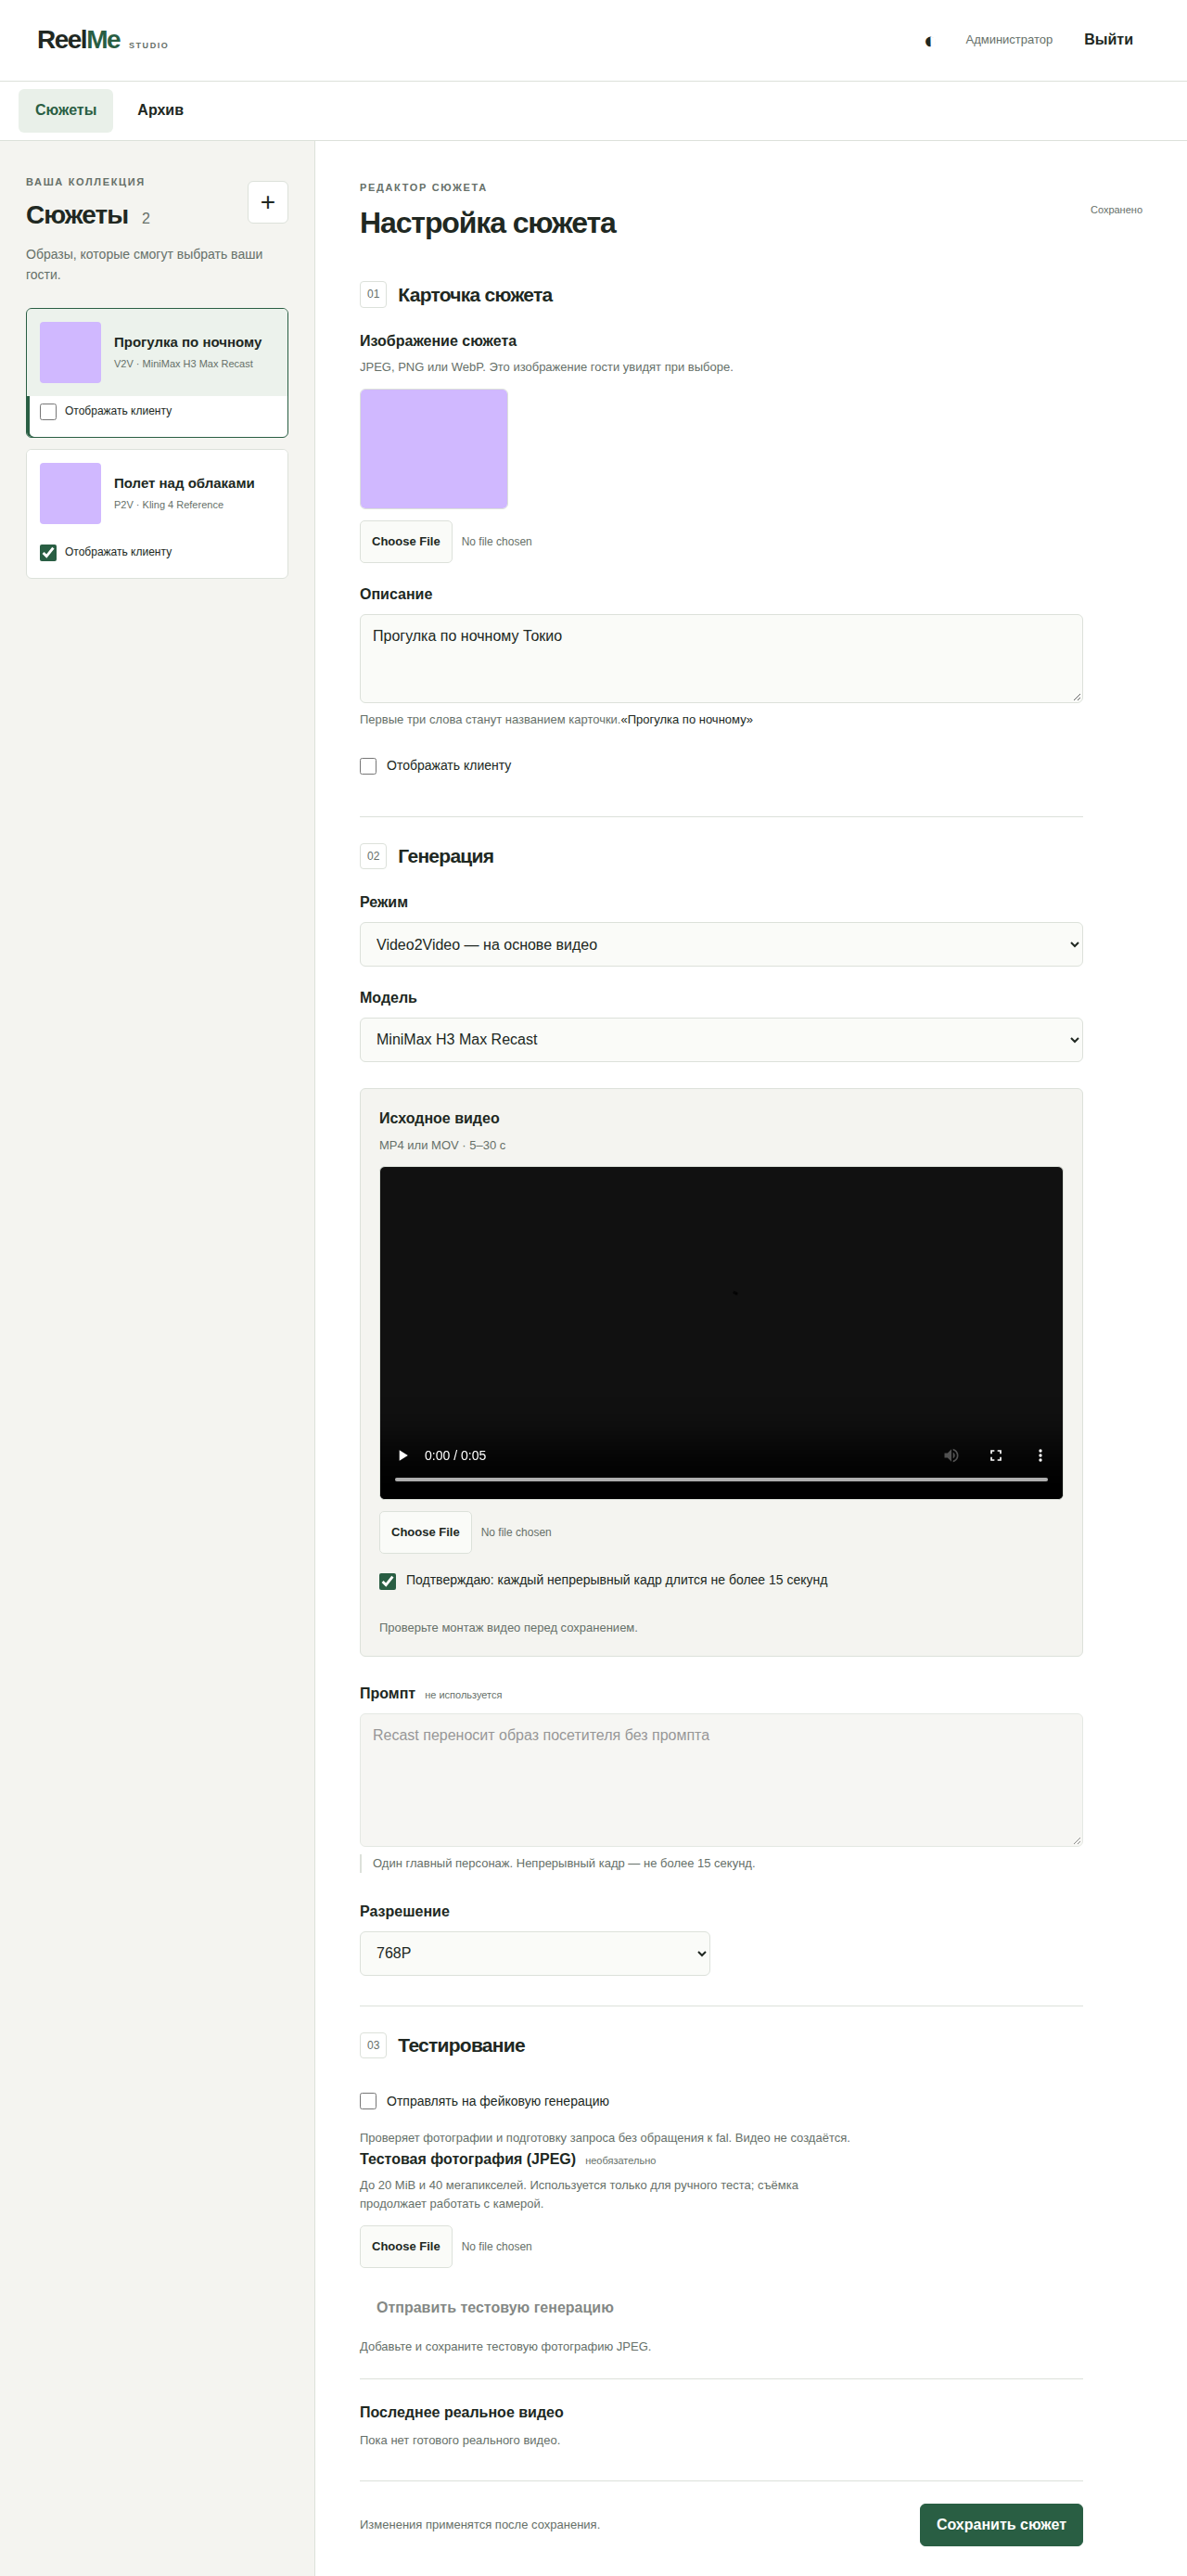 ReelMe STUDIO
Администратор
Выйти
Сюжеты
Архив
ВАША КОЛЛЕКЦИЯ
Сюжеты 2
+
Образы, которые смогут выбрать ваши
гости.
Прогулка по ночному
V2V · MiniMax H3 Max Recast
Отображать клиенту
Полет над облаками
P2V · Kling 4 Reference
Отображать клиенту
РЕДАКТОР СЮЖЕТА
Настройка сюжета
Сохранено
01 Карточка сюжета
Изображение сюжета
JPEG, PNG или WebP. Это изображение гости увидят при выборе.
Choose File No file chosen
Описание
Прогулка по ночному Токио
Первые три слова станут названием карточки.«Прогулка по ночному»
Отображать клиенту
02 Генерация
Режим
Video2Video — на основе видео
Модель
MiniMax H3 Max Recast
Исходное видео
MP4 или MOV · 5–30 с
0:00 / 0:05
Choose File No file chosen
Подтверждаю: каждый непрерывный кадр длится не более 15 секунд
Проверьте монтаж видео перед сохранением.
Промпт не используется
Recast переносит образ посетителя без промпта
Один главный персонаж. Непрерывный кадр — не более 15 секунд.
Разрешение
768P
03 Тестирование
Отправлять на фейковую генерацию
Проверяет фотографии и подготовку запроса без обращения к fal. Видео не создаётся.
Тестовая фотография (JPEG) необязательно
До 20 MiB и 40 мегапикселей. Используется только для ручного теста; съёмка
продолжает работать с камерой.
Choose File No file chosen
Отправить тестовую генерацию
Добавьте и сохраните тестовую фотографию JPEG.
Последнее реальное видео
Пока нет готового реального видео.
Изменения применятся после сохранения.
Сохранить сюжет